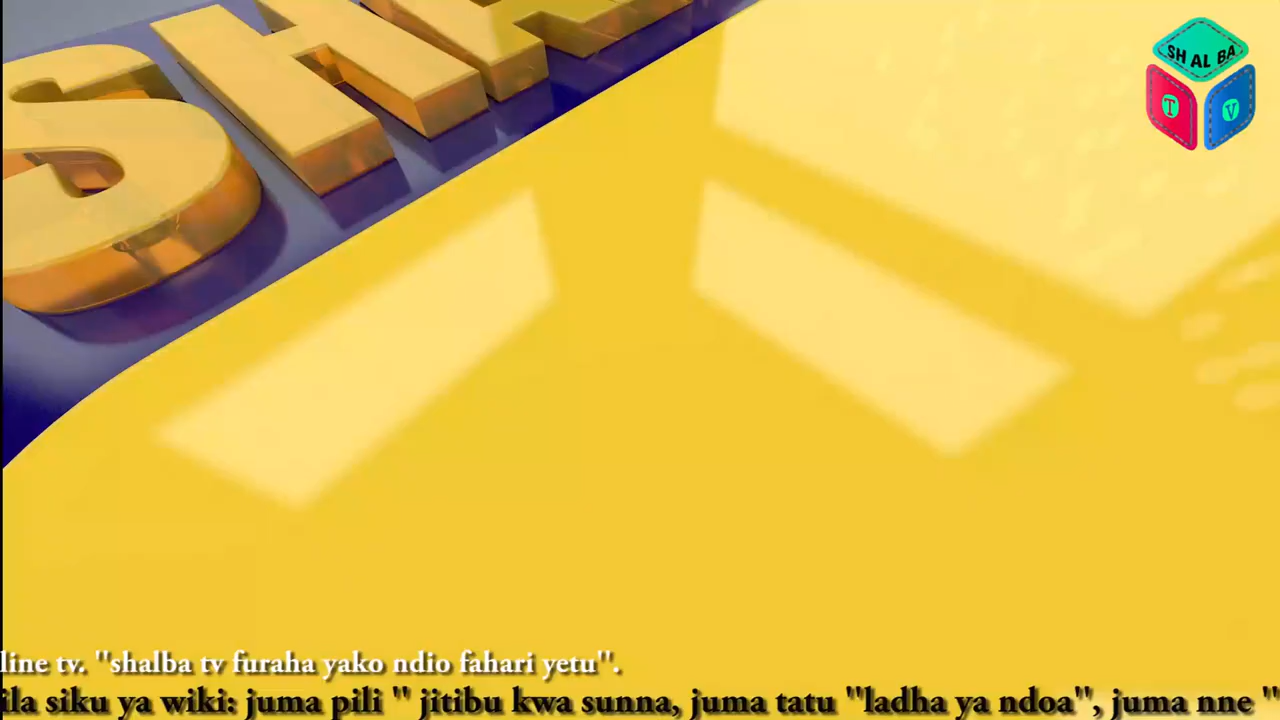 SHA
SH AL BA
T V
line tv. "shalba tv furaha yako ndio fahari yetu".
ila siku ya wiki: juma pili " jitibu kwa sunna, juma tatu "ladha ya ndoa", juma nne "